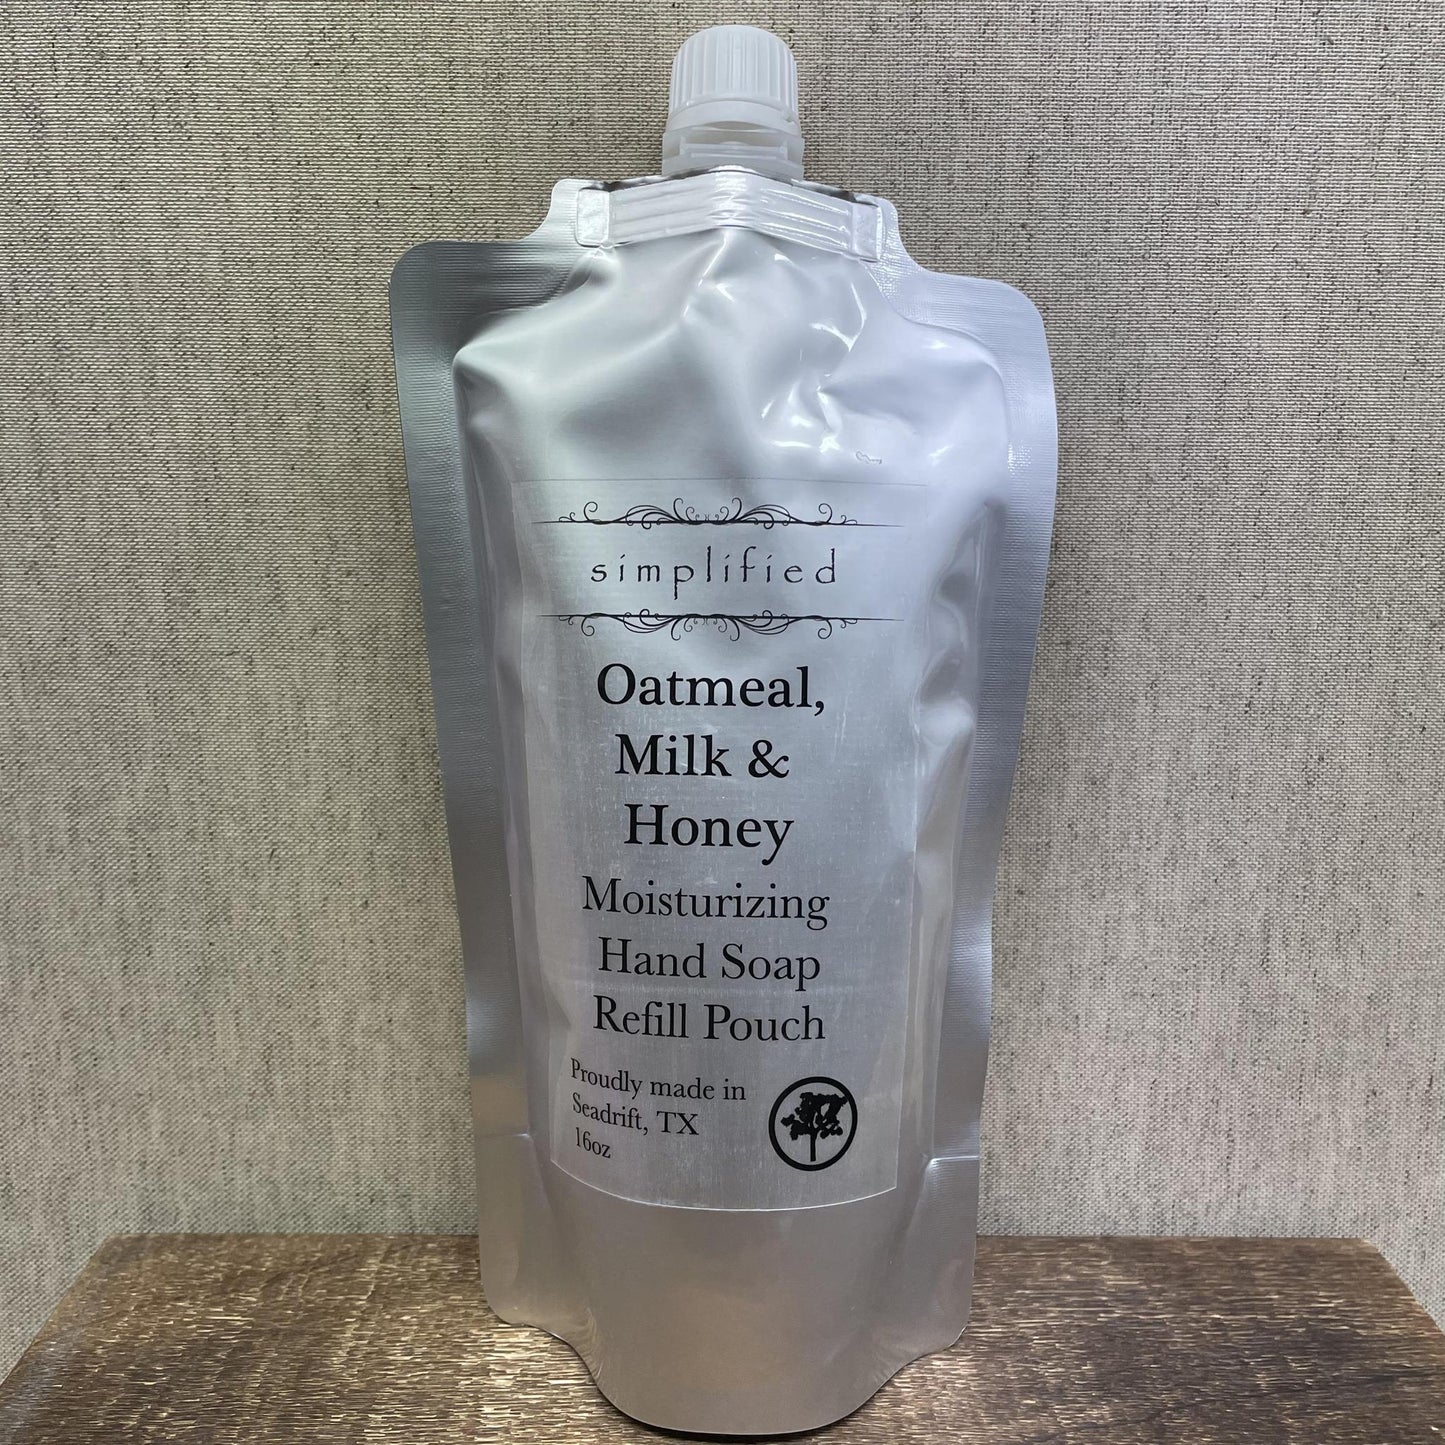 simplified
Oatmeal,
Milk &
Honey
Moisturizing
Hand Soap
Refill Pouch
Proudly made in
Seadrift, TX
16oz